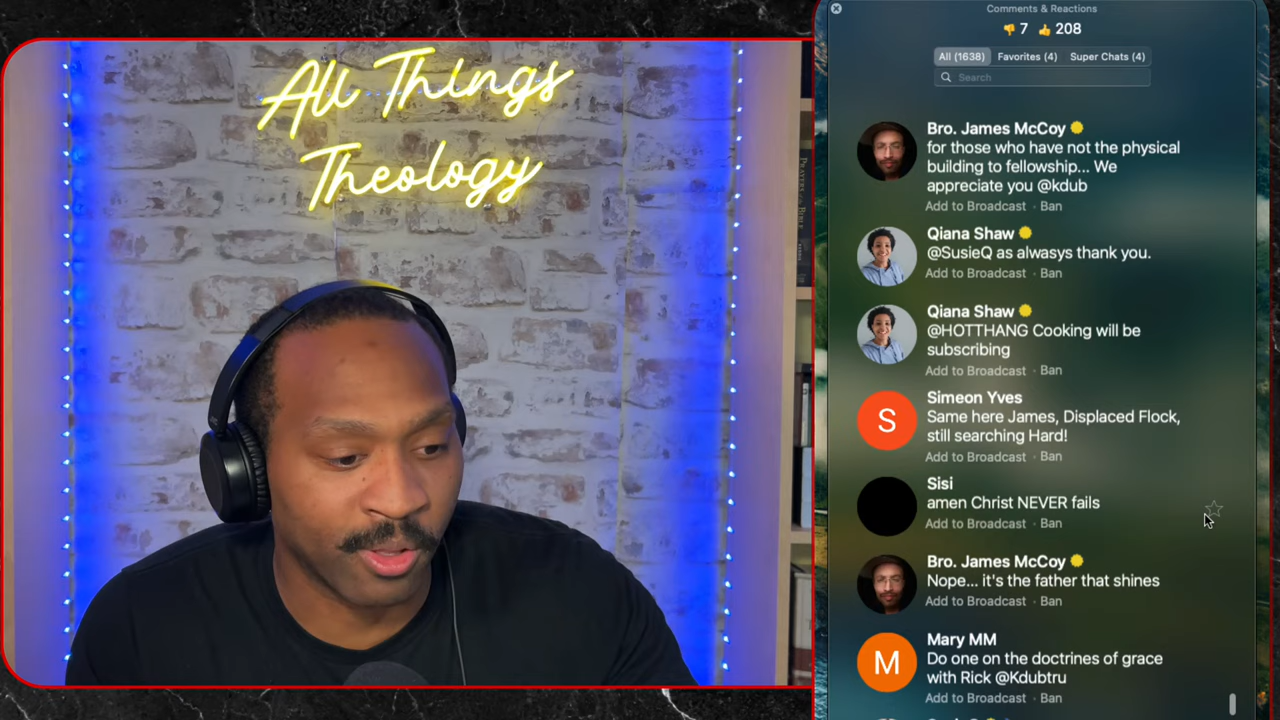 All Things
Theology
PRAYERS OF THE BIBLE
Comments & Reactions
👎 7 👍 208
All (1638) Favorites (4) Super Chats (4)
Search
Bro. James McCoy
for those who have not the physical
building to fellowship... We
appreciate you @kdub
Add to Broadcast · Ban
Qiana Shaw
@SusieQ as alwasys thank you.
Add to Broadcast · Ban
Qiana Shaw
@HOTTHANG Cooking will be
subscribing
Add to Broadcast · Ban
S
Simeon Yves
Same here James, Displaced Flock,
still searching Hard!
Add to Broadcast · Ban
Sisi
amen Christ NEVER fails
Add to Broadcast · Ban
Bro. James McCoy
Nope... it's the father that shines
Add to Broadcast · Ban
M
Mary MM
Do one on the doctrines of grace
with Rick @Kdubtru
Add to Broadcast · Ban